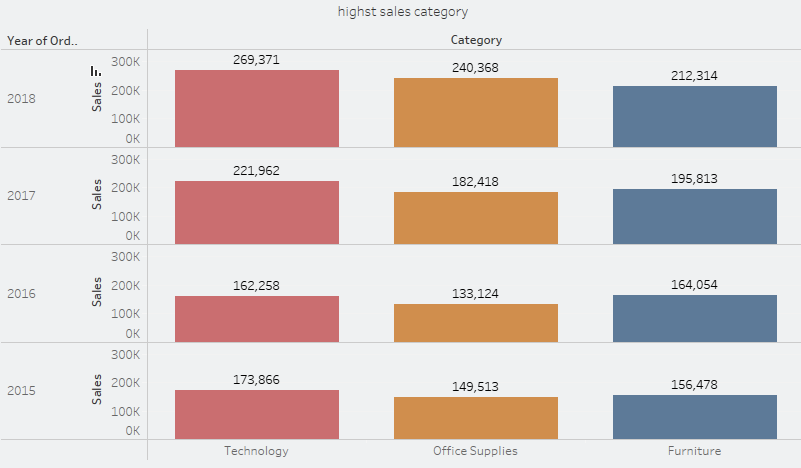 highst sales category
Year of Ord..
Category
2018
Sales
300K
200K
100K
0K
269,371
240,368
212,314
2017
Sales
300K
200K
100K
0K
221,962
182,418
195,813
2016
Sales
300K
200K
100K
0K
162,258
133,124
164,054
2015
Sales
300K
200K
100K
0K
173,866
149,513
156,478
Technology
Office Supplies
Furniture